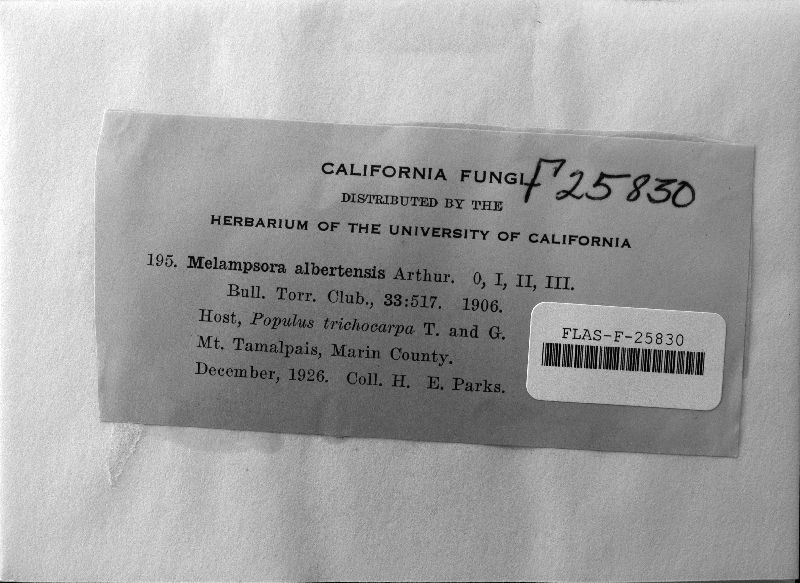 CALIFORNIA FUNGI
F25830
DISTRIBUTED BY THE
HERBARIUM OF THE UNIVERSITY OF CALIFORNIA
195. Melampsora albertensis Arthur. 0, I, II, III.
Bull. Torr. Club., 33:517. 1906.
Host, Populus trichocarpa T. and G.
Mt. Tamalpais, Marin County.
December, 1926. Coll. H. E. Parks.
FLAS-F-25830